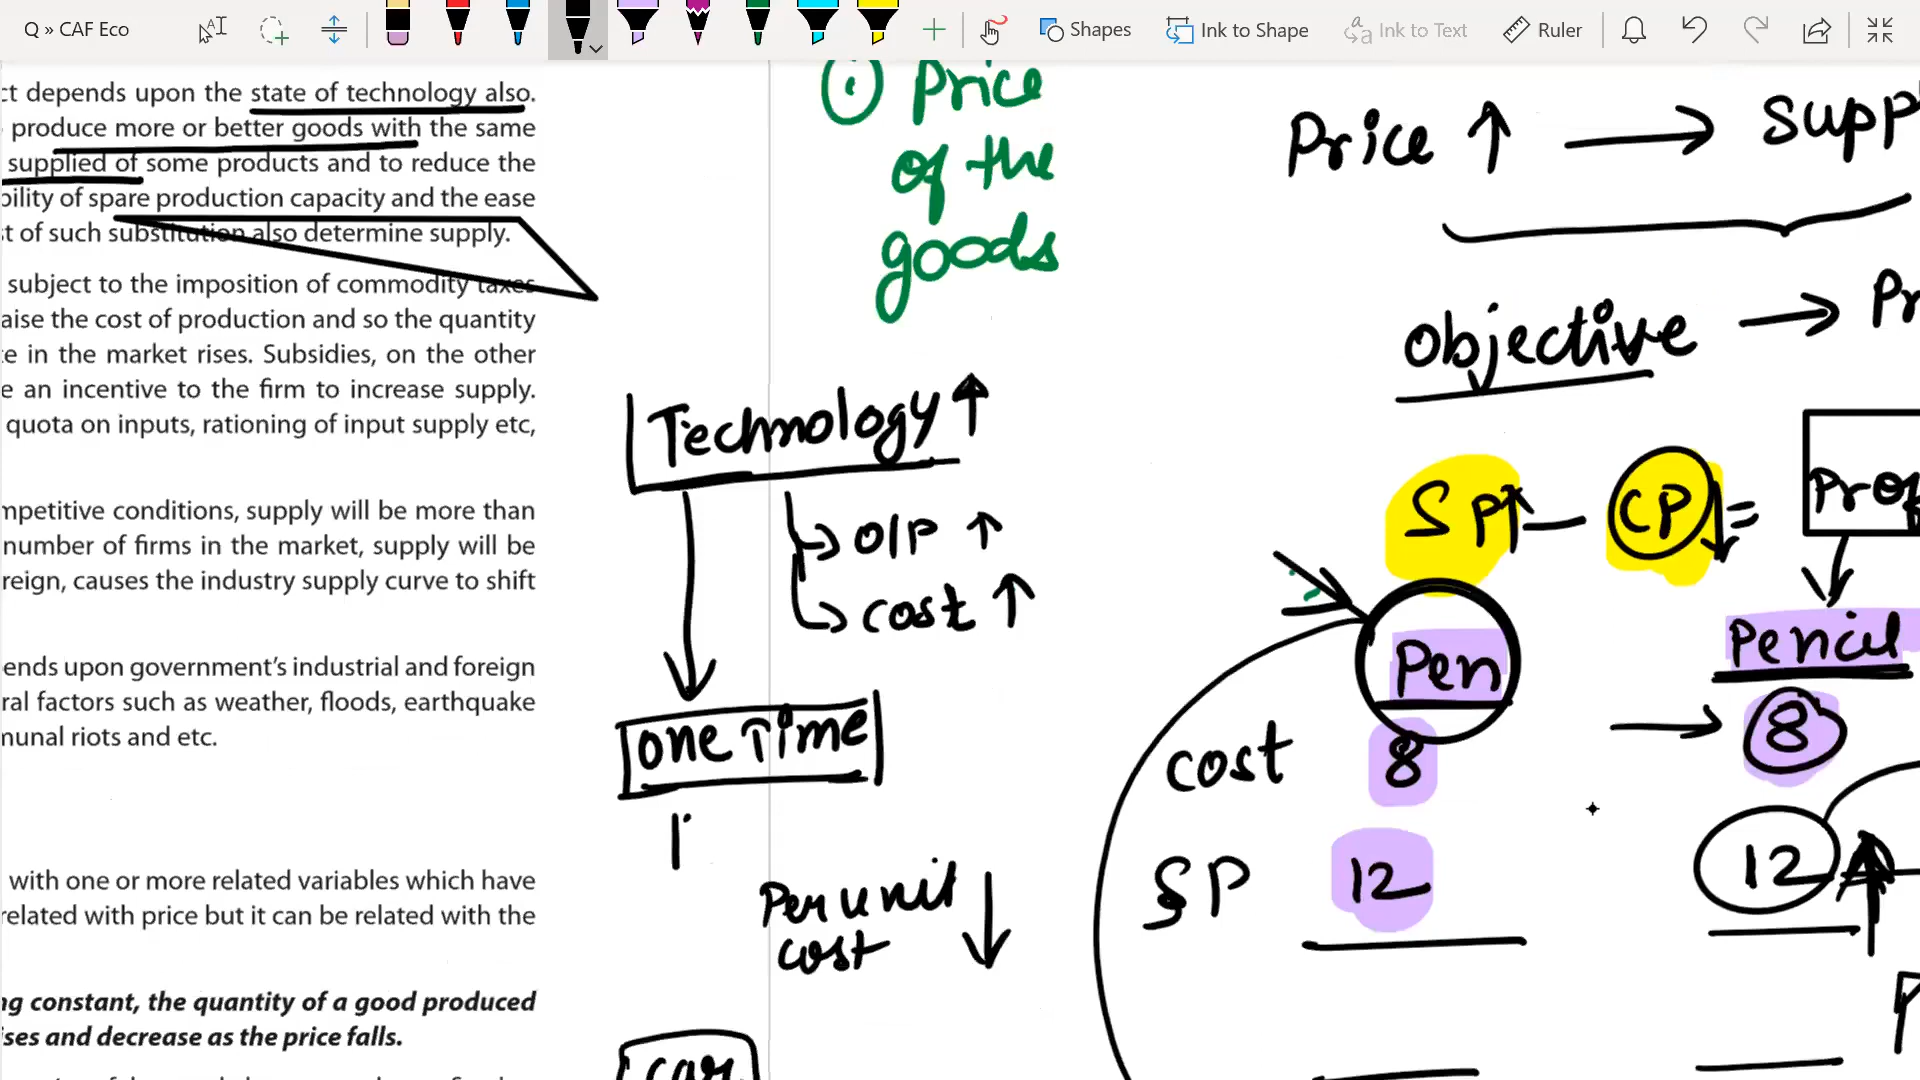 Q » CAF Eco
Shapes
Ink to Shape
Ink to Text
Ruler
ct depends upon the state of technology also.
produce more or better goods with the same
supplied of some products and to reduce the
bility of spare production capacity and the ease
t of such substitution also determine supply.
subject to the imposition of commodity taxes
aise the cost of production and so the quantity
e in the market rises. Subsidies, on the other
e an incentive to the firm to increase supply.
quota on inputs, rationing of input supply etc,
mpetitive conditions, supply will be more than
number of firms in the market, supply will be
reign, causes the industry supply curve to shift
ends upon government's industrial and foreign
ral factors such as weather, floods, earthquake
munal riots and etc.
with one or more related variables which have
related with price but it can be related with the
ng constant, the quantity of a good produced
ses and decrease as the price falls.
① Price
of the
goods
Technology ↑
→ O/P ↑
→ cost ↑
one Time
Per unit
cost ↓
car
Price ↑ → Supp
Objective → Pr
SP↑ — CP↓ = Prof
Pen Pencil
cost 8 → 8
SP 12 12